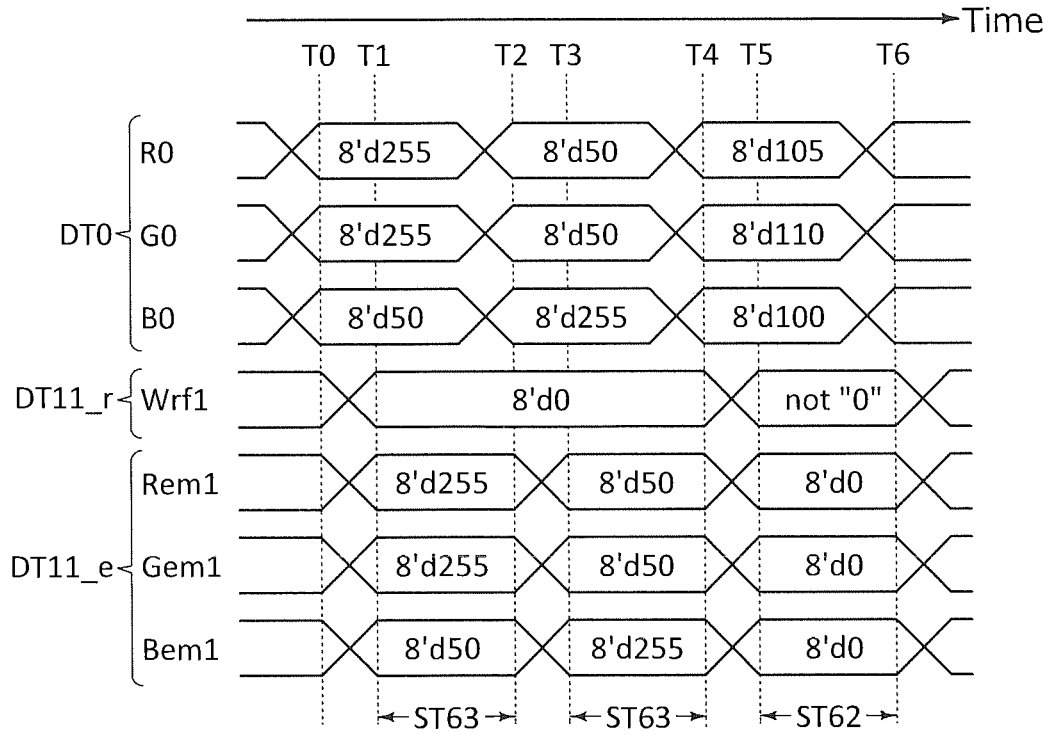 Time
T0 T1 T2 T3 T4 T5 T6
R0 8'd255 8'd50 8'd105
DT0 G0 8'd255 8'd50 8'd110
B0 8'd50 8'd255 8'd100
DT11_r Wrf1 8'd0 not "0"
Rem1 8'd255 8'd50 8'd0
DT11_e Gem1 8'd255 8'd50 8'd0
Bem1 8'd50 8'd255 8'd0
ST63 ST63 ST62